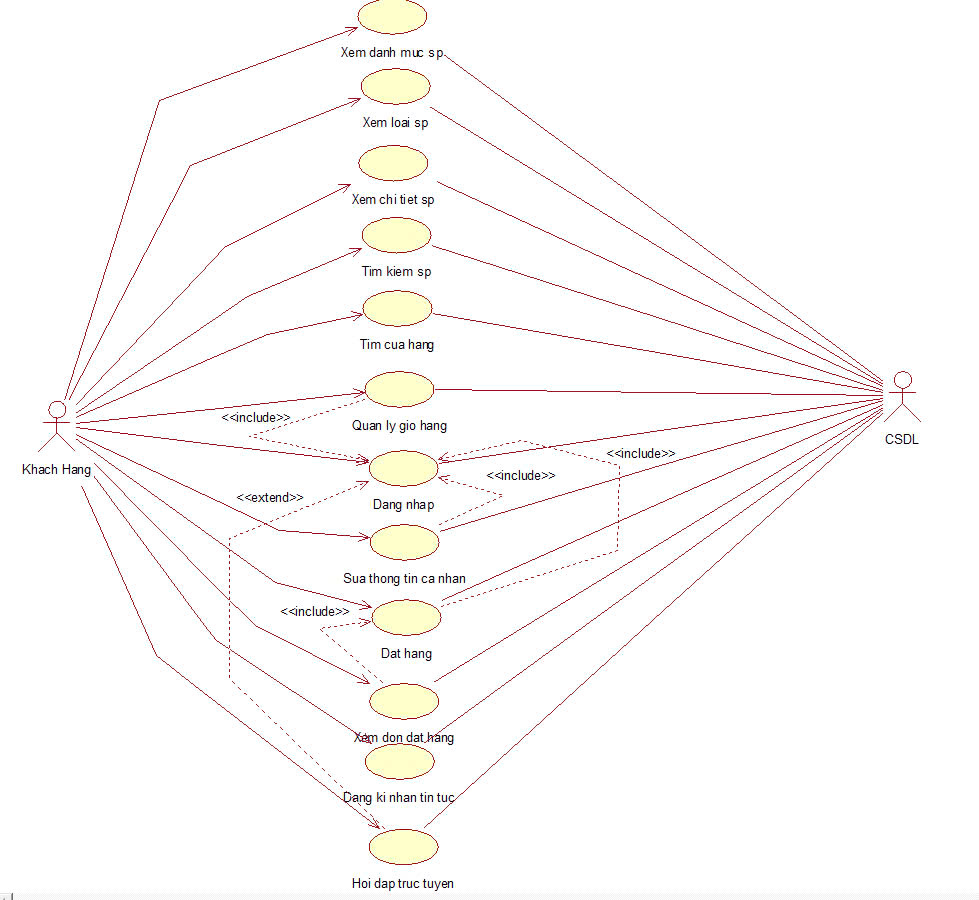 Xem danh muc sp
Xem loai sp
Xem chi tiet sp
Tim kiem sp
Tim cua hang
<<include>>
Quan ly gio hang
CSDL
Khach Hang
<<include>>
<<include>>
<<extend>>
Dang nhap
Sua thong tin ca nhan
<<include>>
Dat hang
Xem don dat hang
Dang ki nhan tin tuc
Hoi dap truc tuyen